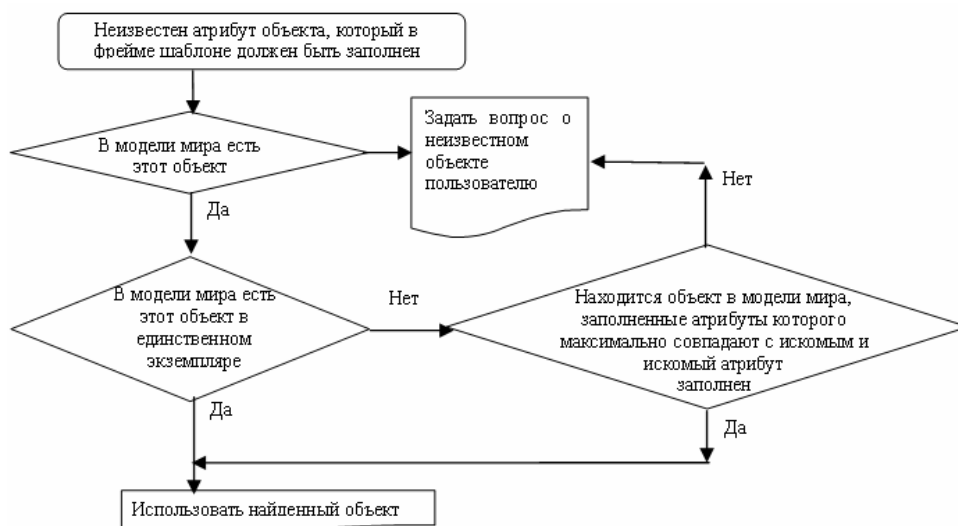 Неизвестен атрибут объекта, который в
фрейме шаблоне должен быть заполнен
В модели мира есть
этот объект
Задать вопрос о
неизвестном
объекте
пользователю
Нет
Да
В модели мира есть
этот объект в
единственном
экземпляре
Нет
Находится объект в модели мира,
заполненные атрибуты которого
максимально совпадают с искомым и
искомый атрибут
заполнен
Да
Да
Использовать найденный объект